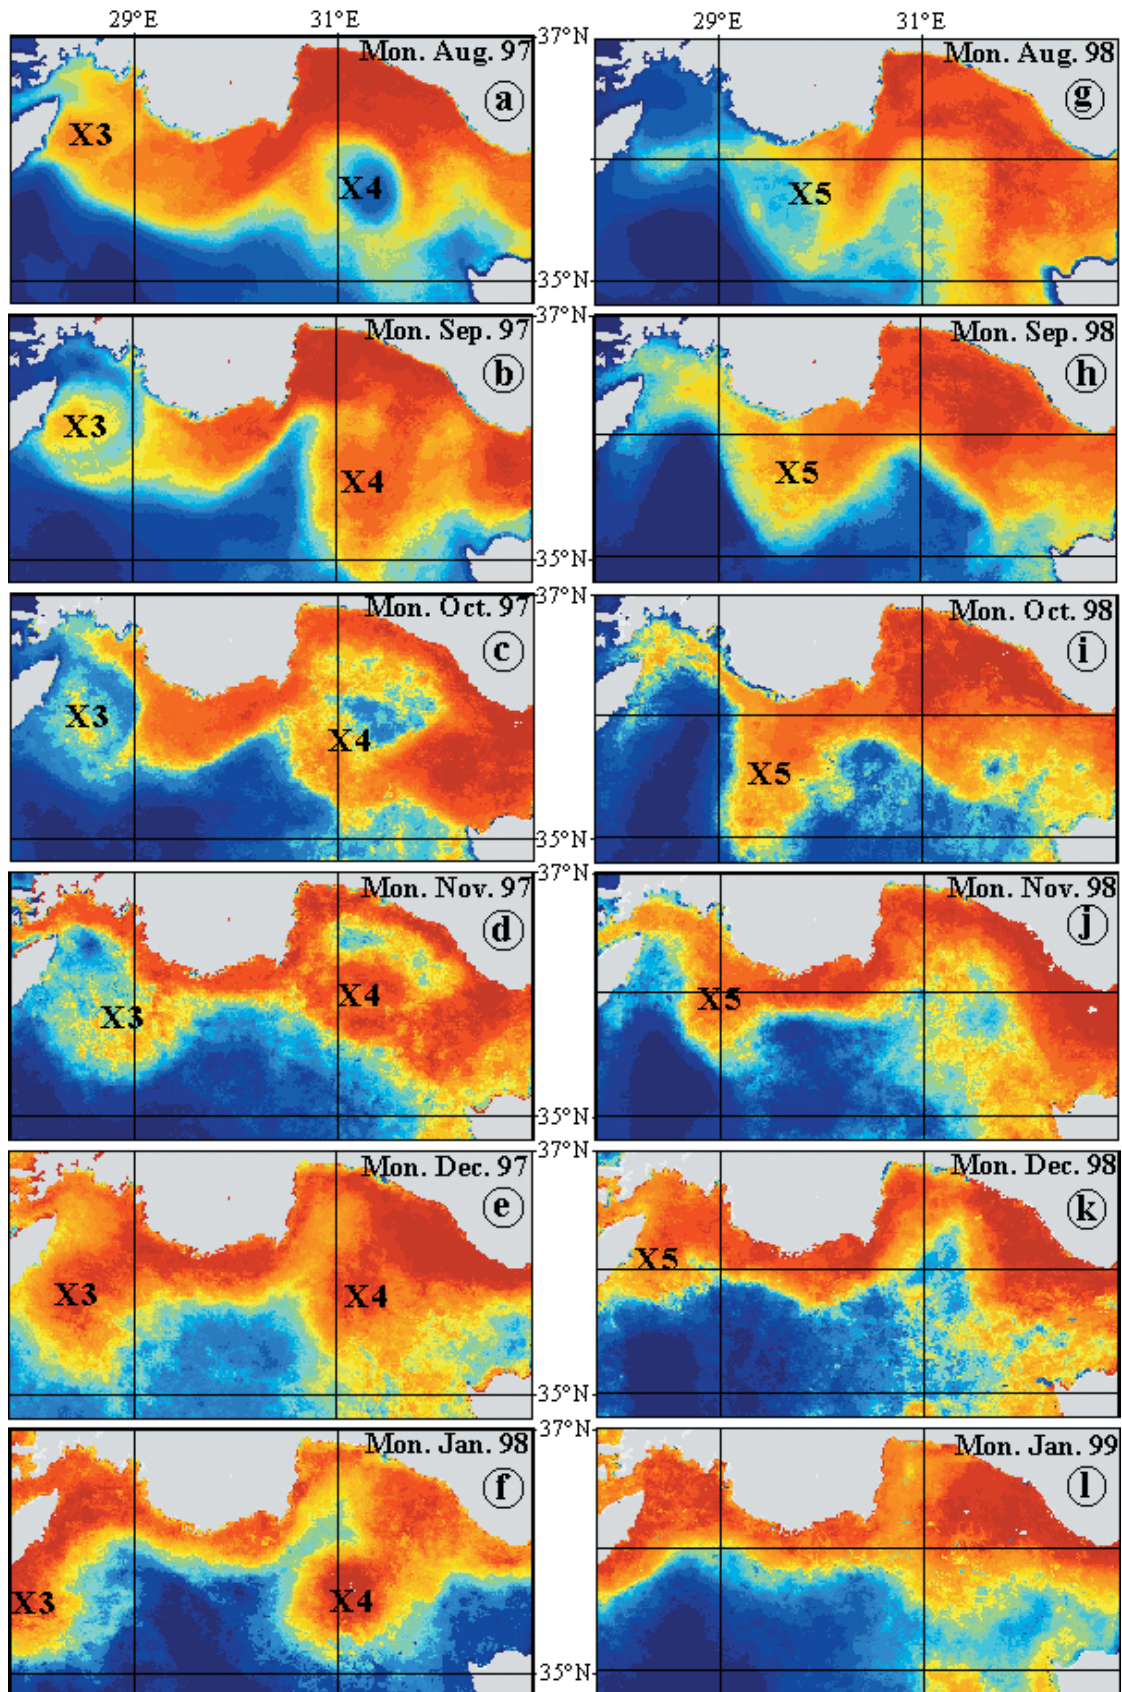 29°E 31°E 29°E 31°E
37°N
Mon. Aug. 97
a
X3
X4
Mon. Aug. 98
g
X5
35°N
37°N
Mon. Sep. 97
b
X3
X4
Mon. Sep. 98
h
X5
35°N
37°N
Mon. Oct. 97
c
X3
X4
Mon. Oct. 98
i
X5
35°N
37°N
Mon. Nov. 97
d
X3
X4
Mon. Nov. 98
j
X5
35°N
37°N
Mon. Dec. 97
e
X3
X4
Mon. Dec. 98
k
X5
35°N
37°N
Mon. Jan. 98
f
X3
X4
Mon. Jan. 99
l
35°N